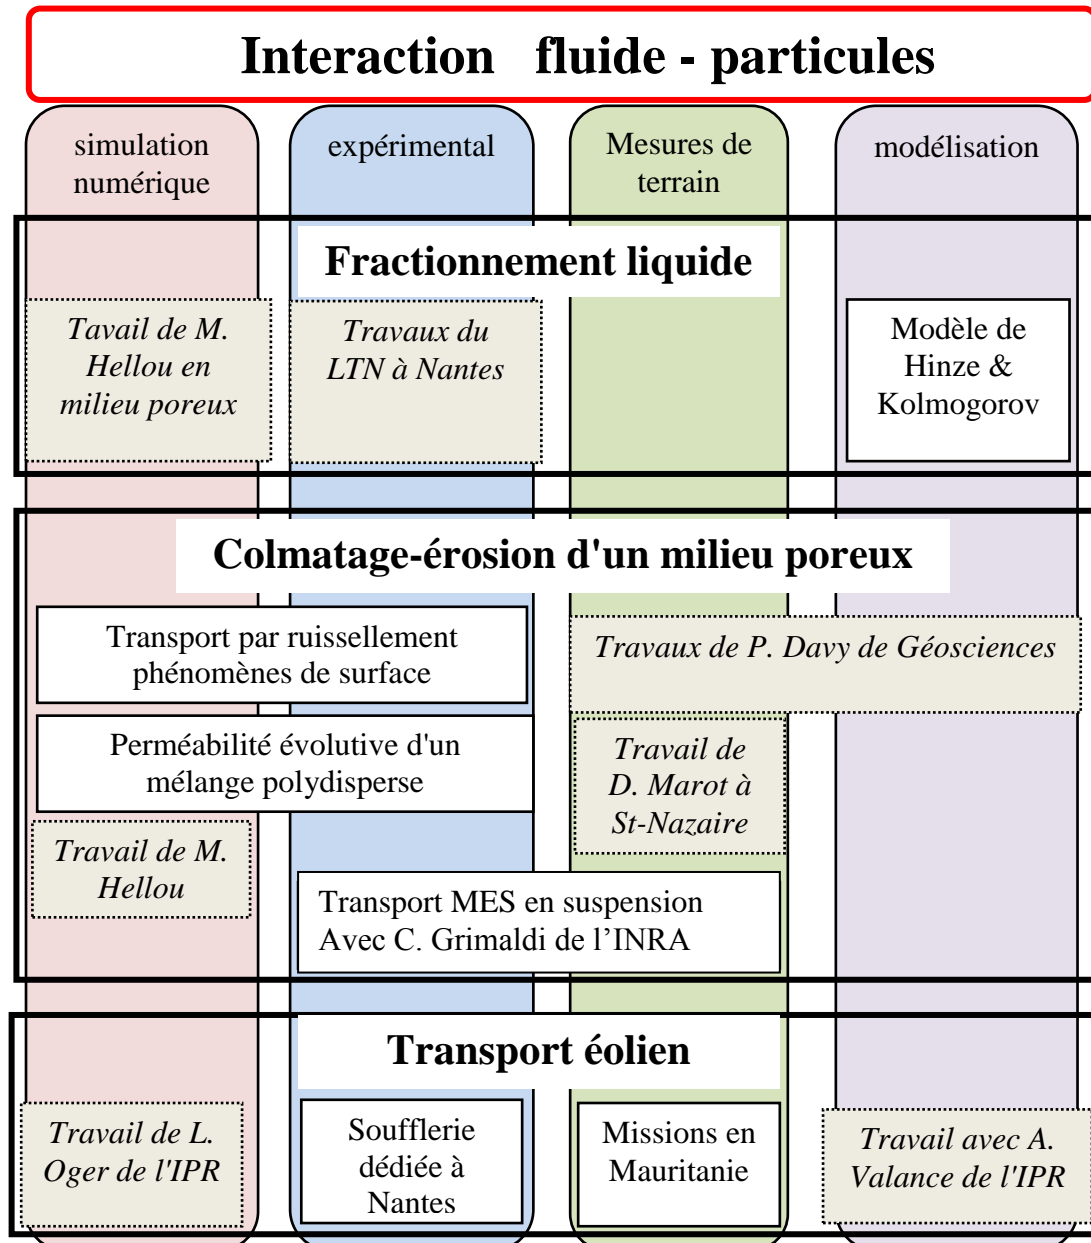 Interaction fluide - particules
simulation
numérique
expérimental
Mesures de
terrain
modélisation
Fractionnement liquide
Tavail de M.
Hellou en
milieu poreux
Travaux du
LTN à Nantes
Modèle de
Hinze &
Kolmogorov
Colmatage-érosion d'un milieu poreux
Transport par ruissellement
phénomènes de surface
Travaux de P. Davy de Géosciences
Perméabilité évolutive d'un
mélange polydisperse
Travail de
D. Marot à
St-Nazaire
Travail de M.
Hellou
Transport MES en suspension
Avec C. Grimaldi de l’INRA
Transport éolien
Travail de L.
Oger de l'IPR
Soufflerie
dédiée à
Nantes
Missions en
Mauritanie
Travail avec A.
Valance de l'IPR